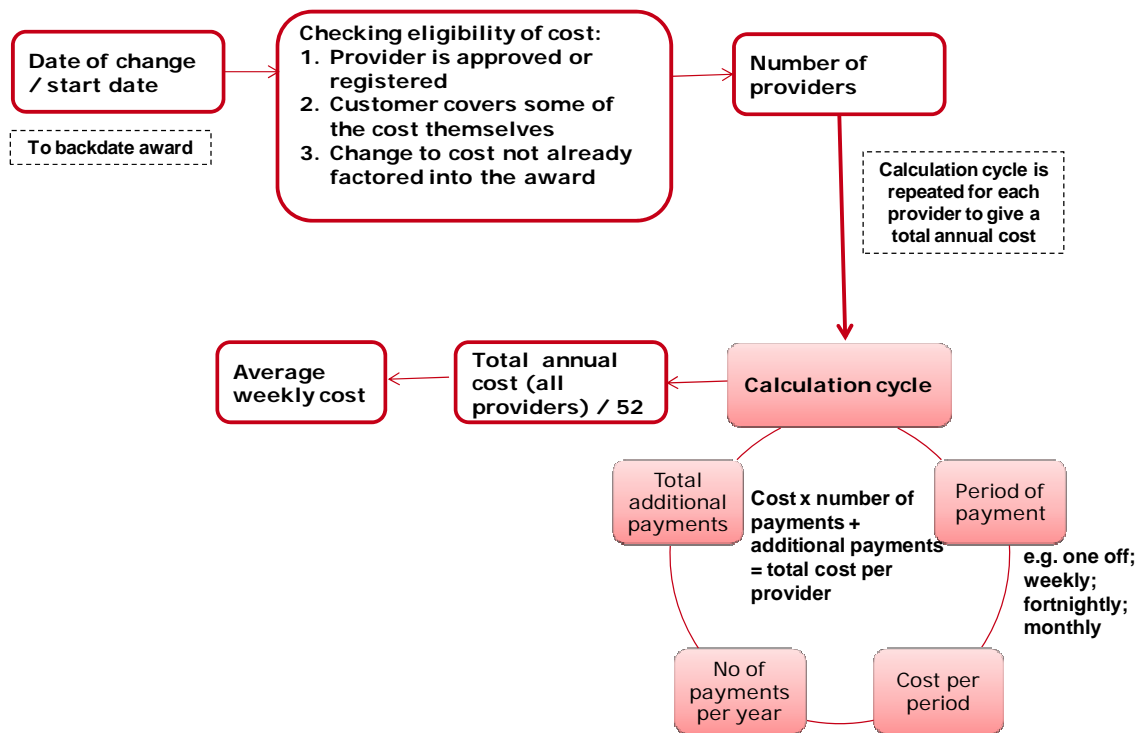 Date of change
/ start date
To backdate award
Checking eligibility of cost:
1. Provider is approved or
registered
2. Customer covers some of
the cost themselves
3. Change to cost not already
factored into the award
Number of
providers
Calculation cycle is
repeated for each
provider to give a
total annual cost
Calculation cycle
Total annual
cost (all
providers) / 52
Average
weekly cost
Period of
payment
e.g. one off;
weekly;
fortnightly;
monthly
Cost per
period
No of
payments
per year
Total
additional
payments
Cost x number of
payments +
additional payments
= total cost per
provider